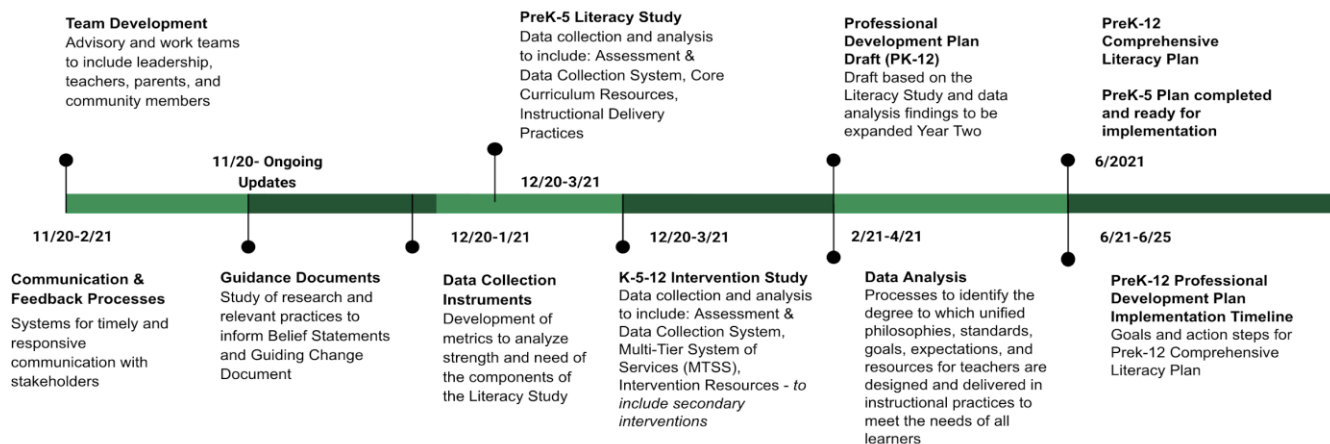 Team Development
Advisory and work teams
to include leadership,
teachers, parents, and
community members
PreK-5 Literacy Study
Data collection and analysis
to include: Assessment &
Data Collection System, Core
Curriculum Resources,
Instructional Delivery
Practices
Professional
Development Plan
Draft (PK-12)
Draft based on the
Literacy Study and data
analysis findings to be
expanded Year Two
PreK-12
Comprehensive
Literacy Plan
PreK-5 Plan completed
and ready for
implementation
11/20- Ongoing
Updates
12/20-3/21
6/2021
11/20-2/21
12/20-1/21
12/20-3/21
2/21-4/21
6/21-6/25
Communication &
Feedback Processes
Systems for timely and
responsive
communication with
stakeholders
Guidance Documents
Study of research and
relevant practices to
inform Belief Statements
and Guiding Change
Document
Data Collection
Instruments
Development of
metrics to analyze
strength and need of
the components of
the Literacy Study
K-5-12 Intervention Study
Data collection and analysis
to include: Assessment &
Data Collection System,
Multi-Tier System of
Services (MTSS),
Intervention Resources - to
include secondary
interventions
Data Analysis
Processes to identify the
degree to which unified
philosophies, standards,
goals, expectations, and
resources for teachers are
designed and delivered in
instructional practices to
meet the needs of all
learners
PreK-12 Professional
Development Plan
Implementation Timeline
Goals and action steps for
Prek-12 Comprehensive
Literacy Plan